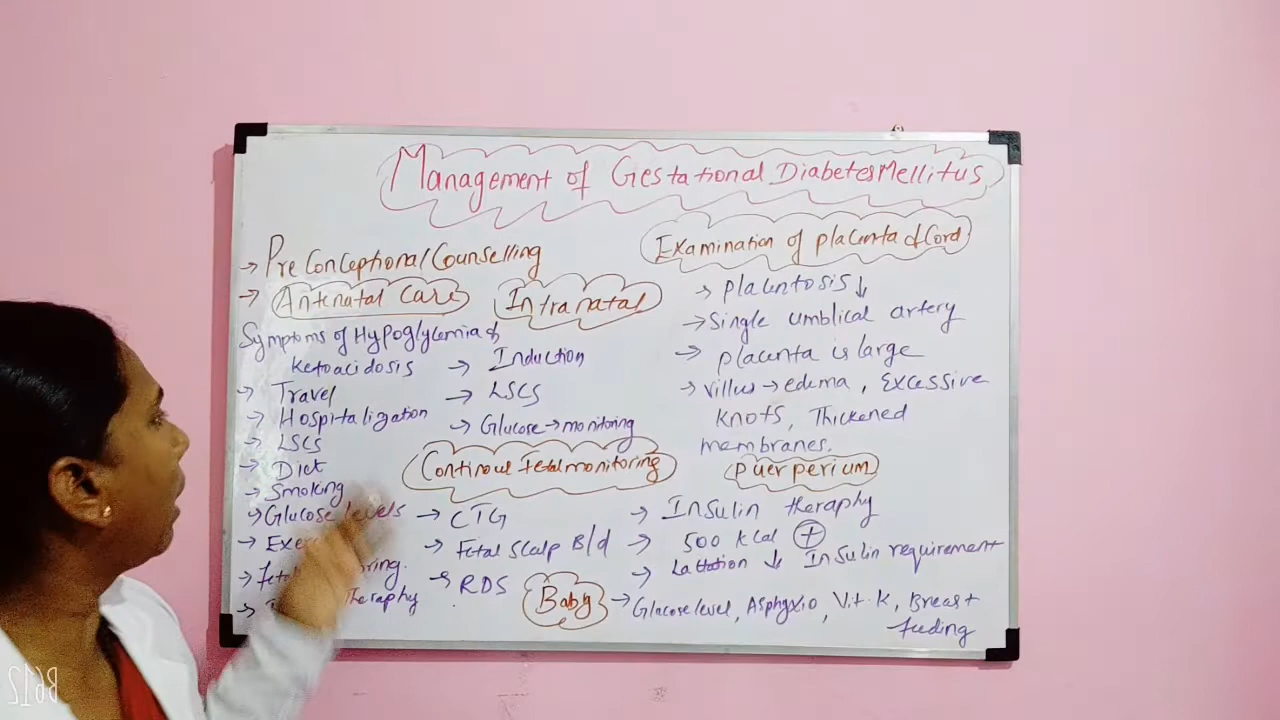 Management of Gestational Diabetes Mellitus
→ Pre Conceptional Counselling
→ Antenatal Care
Symptoms of Hypoglycemia &
ketoacidosis
→ Travel
→ Hospitalization
→ LSCS
→ Diet
→ Smoking
→ Glucose levels
→
→
→ Theraphy
Intranatal
→ Induction
→ LSCS
→ Glucose → monitoring
Continous Fetal monitoring
→ CTG
→ Fetal Scalp B/d
→ RDS
Examination of placenta & Cord
→ placentosis ↓
→ Single umblical artery
→ placenta is large
→ villus → edema, Excessive
knots, Thickened
membranes.
puerperium
→ Insulin theraphy
→ 500 kcal +
→ Lactation ↓ Insulin requirement
Baby → Glucose level, Asphyxia, Vit.k, Breast
feeding
B612